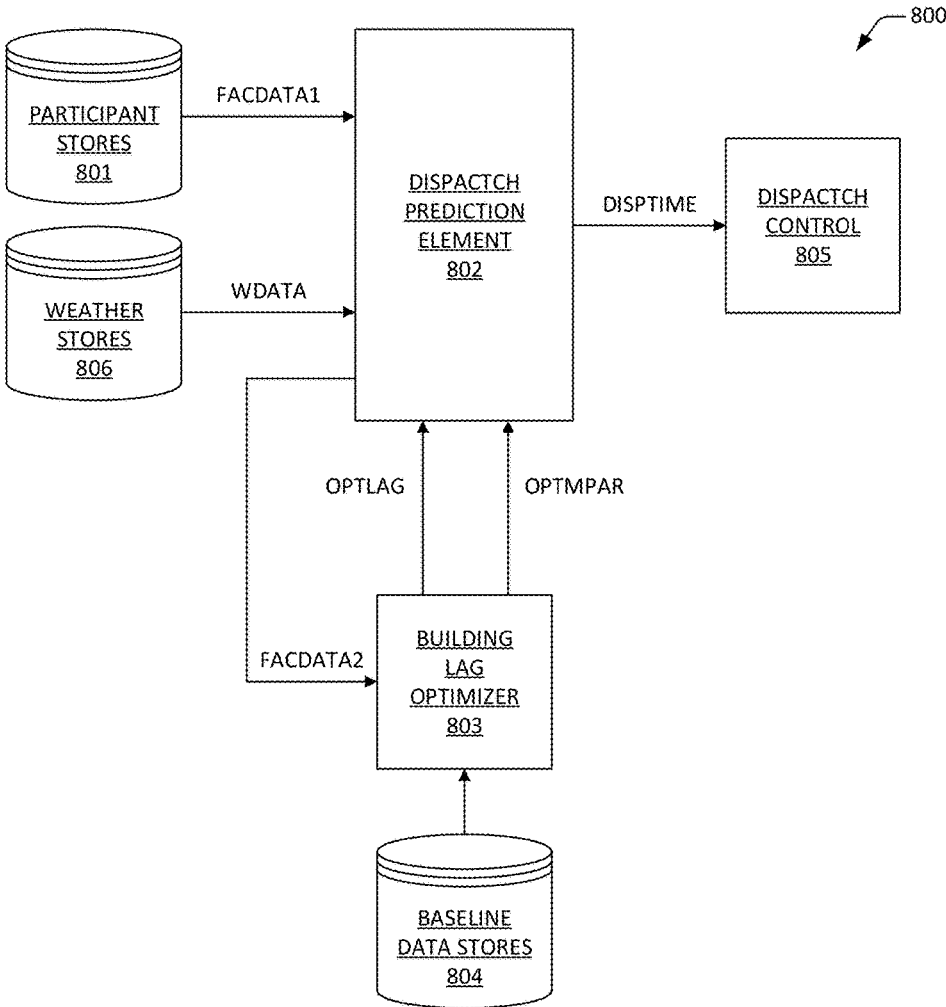 800
PARTICIPANT
STORES
801
FACDATA1
DISPACTCH
PREDICTION
ELEMENT
802
DISPTIME
DISPACTCH
CONTROL
805
WEATHER
STORES
806
WDATA
OPTLAG
OPTMPAR
FACDATA2
BUILDING
LAG
OPTIMIZER
803
BASELINE
DATA STORES
804